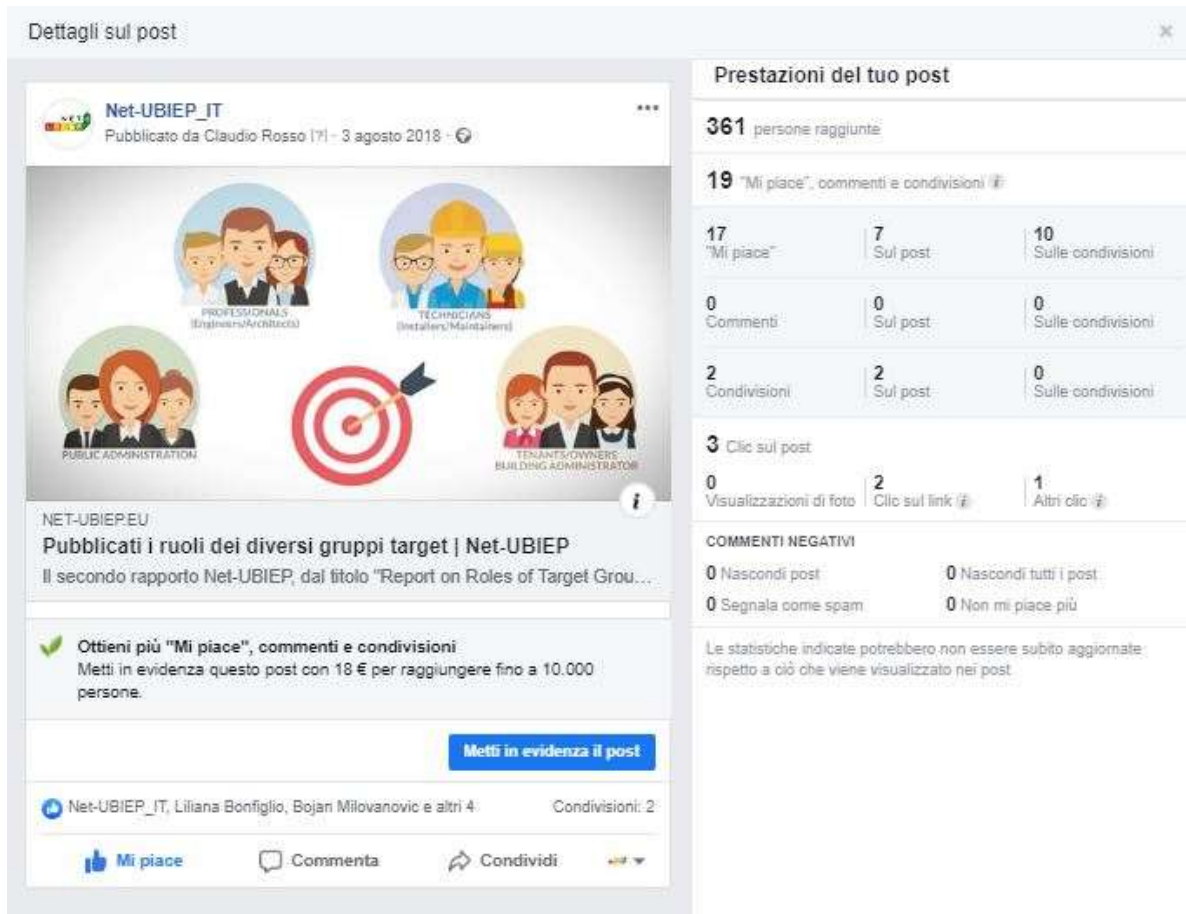 Dettagli sul post
×
Net-UBIEP_IT
Pubblicato da Claudio Rosso [?] - 3 agosto 2018 -
NET
UBIEP
PROFESSIONALS
(Engineers/Architects)
TECHNICIANS
(Installers/Maintainers)
PUBLIC ADMINISTRATION
TENANTS/OWNERS
BUILDING ADMINISTRATOR
i
NET-UBIEP.EU
Pubblicati i ruoli dei diversi gruppi target | Net-UBIEP
Il secondo rapporto Net-UBIEP, dal titolo "Report on Roles of Target Grou...
Ottieni più "Mi piace", commenti e condivisioni
Metti in evidenza questo post con 18 € per raggiungere fino a 10.000
persone.
Metti in evidenza il post
Net-UBIEP_IT, Liliana Bonfiglio, Bojan Milovanovic e altri 4 Condivisioni: 2
Mi piace Commenta Condividi
Prestazioni del tuo post
361 persone raggiunte
19 "Mi piace", commenti e condivisioni i
17 7 10
"Mi piace" Sul post Sulle condivisioni
0 0 0
Commenti Sul post Sulle condivisioni
2 2 0
Condivisioni Sul post Sulle condivisioni
3 Clic sul post
0 2 1
Visualizzazioni di foto Clic sul link i Altri clic i
COMMENTI NEGATIVI
0 Nascondi post 0 Nascondi tutti i post
0 Segnala come spam 0 Non mi piace più
Le statistiche indicate potrebbero non essere subito aggiornate
rispetto a ciò che viene visualizzato nei post